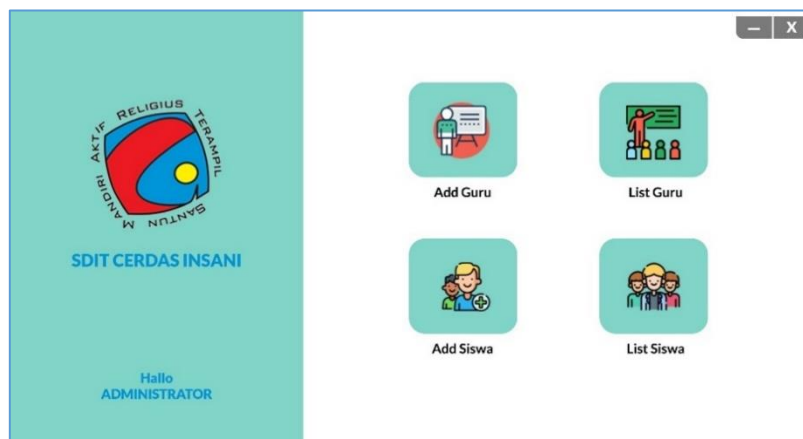 — X
AKTIF RELIGIUS TERAMPIL
SANTUN MANDIRI
SDIT CERDAS INSANI
Hallo
ADMINISTRATOR
Add Guru
List Guru
Add Siswa
List Siswa